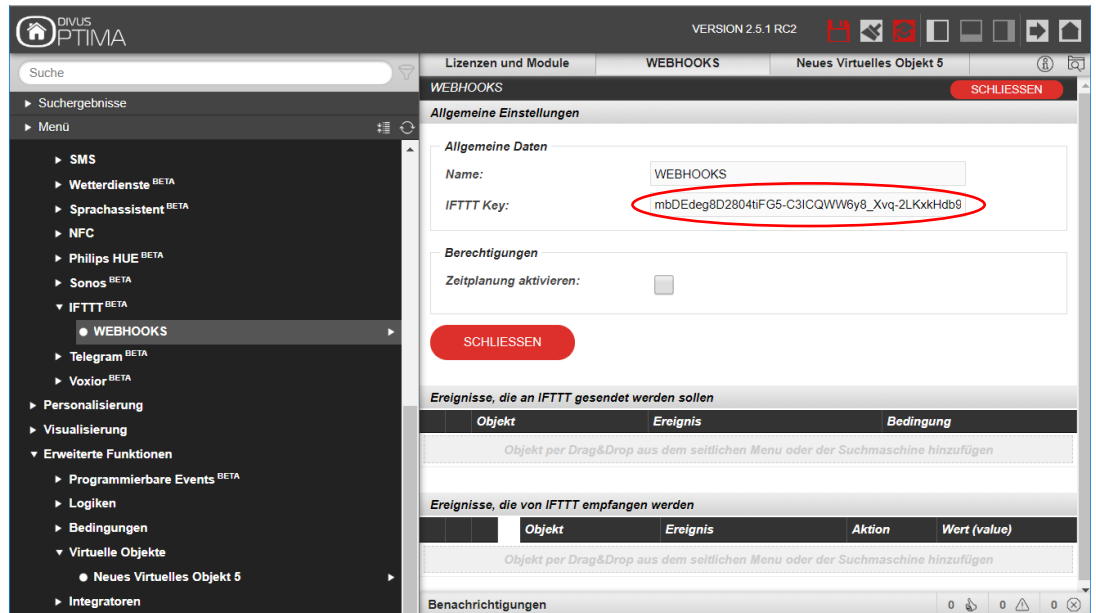 DIVUS
OPTIMA
VERSION 2.5.1 RC2
Suche
Suchergebnisse
Menü
SMS
Wetterdienste BETA
Sprachassistent BETA
NFC
Philips HUE BETA
Sonos BETA
IFTTT BETA
WEBHOOKS
Telegram BETA
Voxior BETA
Personalisierung
Visualisierung
Erweiterte Funktionen
Programmierbare Events BETA
Logiken
Bedingungen
Virtuelle Objekte
Neues Virtuelles Objekt 5
Integratoren
Lizenzen und Module WEBHOOKS Neues Virtuelles Objekt 5
WEBHOOKS SCHLIESSEN
Allgemeine Einstellungen
Allgemeine Daten
Name: WEBHOOKS
IFTTT Key: mbDEdeg8D2804tiFG5-C3ICQWW6y8_Xvq-2LKxkHdb9
Berechtigungen
Zeitplanung aktivieren:
SCHLIESSEN
Ereignisse, die an IFTTT gesendet werden sollen
Objekt Ereignis Bedingung
Objekt per Drag&Drop aus dem seitlichen Menu oder der Suchmaschine hinzufügen
Ereignisse, die von IFTTT empfangen werden
Objekt Ereignis Aktion Wert (value)
Objekt per Drag&Drop aus dem seitlichen Menu oder der Suchmaschine hinzufügen
Benachrichtigungen 0 0 0